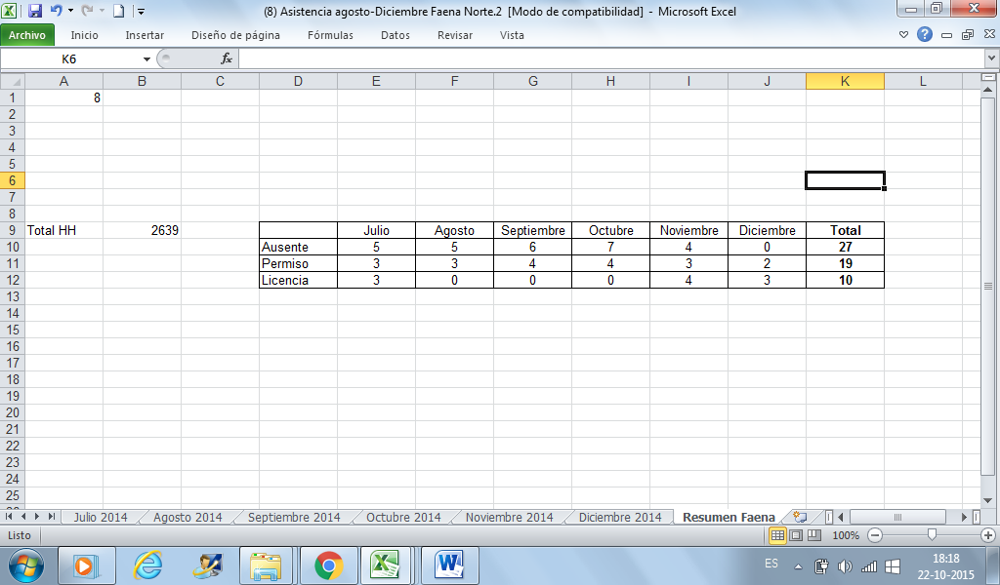 (8) Asistencia agosto-Diciembre Faena Norte.2 [Modo de compatibilidad] - Microsoft Excel
Archivo Inicio Insertar Diseño de página Fórmulas Datos Revisar Vista
K6 fx
A B C D E F G H I J K L
1 8
2
3
4
5
6
7
8
9 Total HH 2639 Julio Agosto Septiembre Octubre Noviembre Diciembre Total
10 Ausente 5 5 6 7 4 0 27
11 Permiso 3 3 4 4 3 2 19
12 Licencia 3 0 0 0 4 3 10
13
14
15
16
17
18
19
20
21
22
23
24
25
Julio 2014 Agosto 2014 Septiembre 2014 Octubre 2014 Noviembre 2014 Diciembre 2014 Resumen Faena
Listo 100%
ES 18:18
22-10-2015